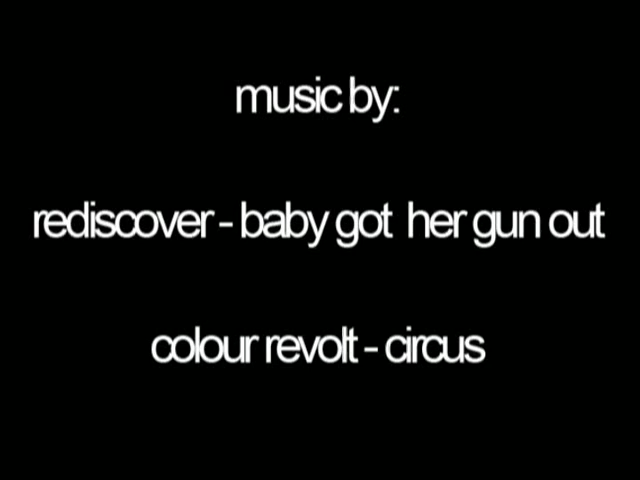 music by:
rediscover - baby got her gun out
colour revolt - circus